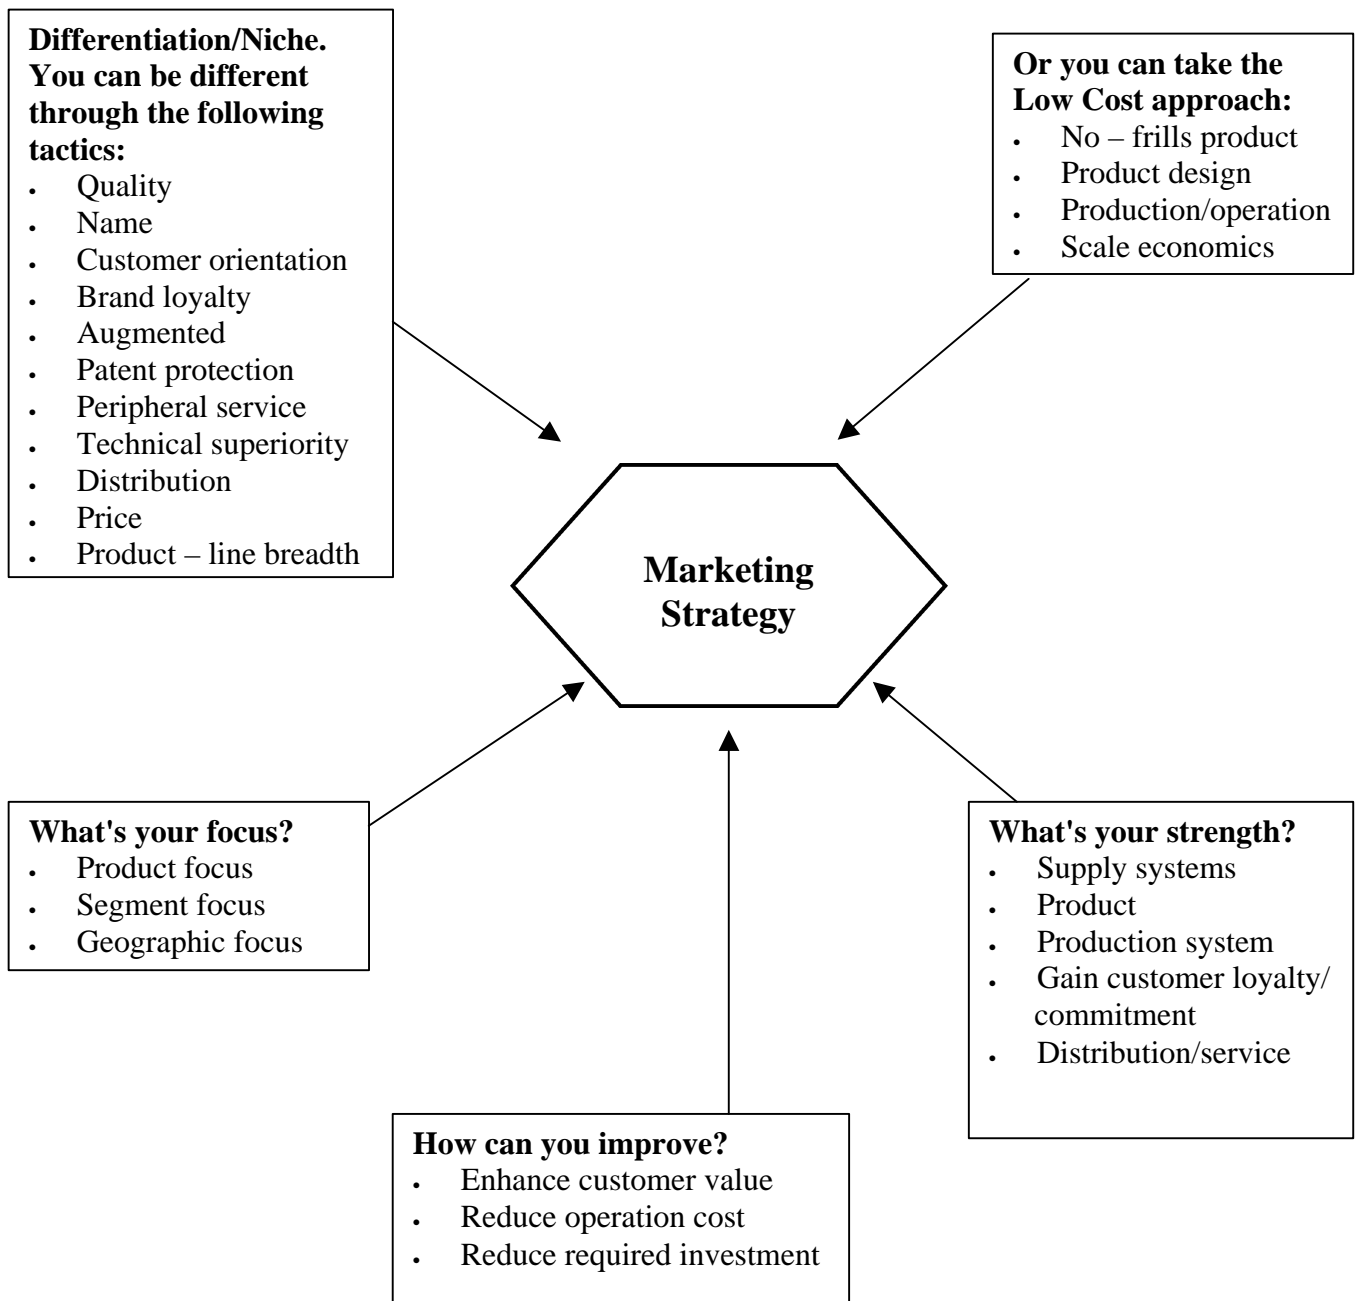 Differentiation/Niche.
You can be different
through the following
tactics:
• Quality
• Name
• Customer orientation
• Brand loyalty
• Augmented
• Patent protection
• Peripheral service
• Technical superiority
• Distribution
• Price
• Product – line breadth
Or you can take the
Low Cost approach:
• No – frills product
• Product design
• Production/operation
• Scale economics
Marketing
Strategy
What's your focus?
• Product focus
• Segment focus
• Geographic focus
What's your strength?
• Supply systems
• Product
• Production system
• Gain customer loyalty/
commitment
• Distribution/service
How can you improve?
• Enhance customer value
• Reduce operation cost
• Reduce required investment